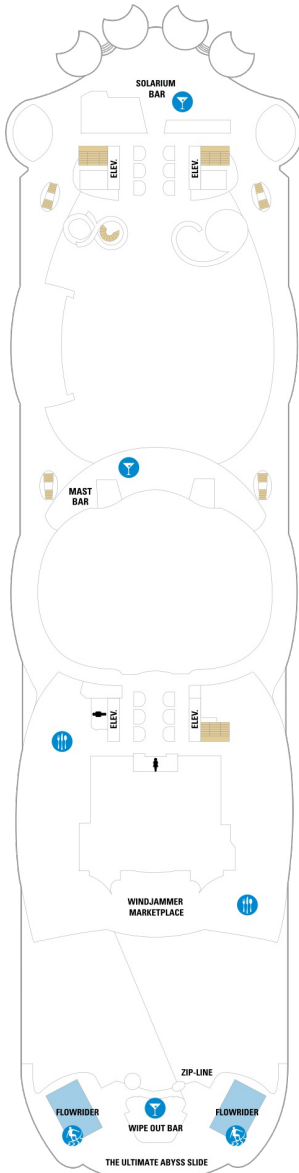 SOLARIUM
BAR
ELEV.
ELEV.
MAST
BAR
ELEV.
ELEV.
WINDJAMMER
MARKETPLACE
ZIP-LINE
FLOWRIDER
FLOWRIDER
WIPE OUT BAR
THE ULTIMATE ABYSS SLIDE